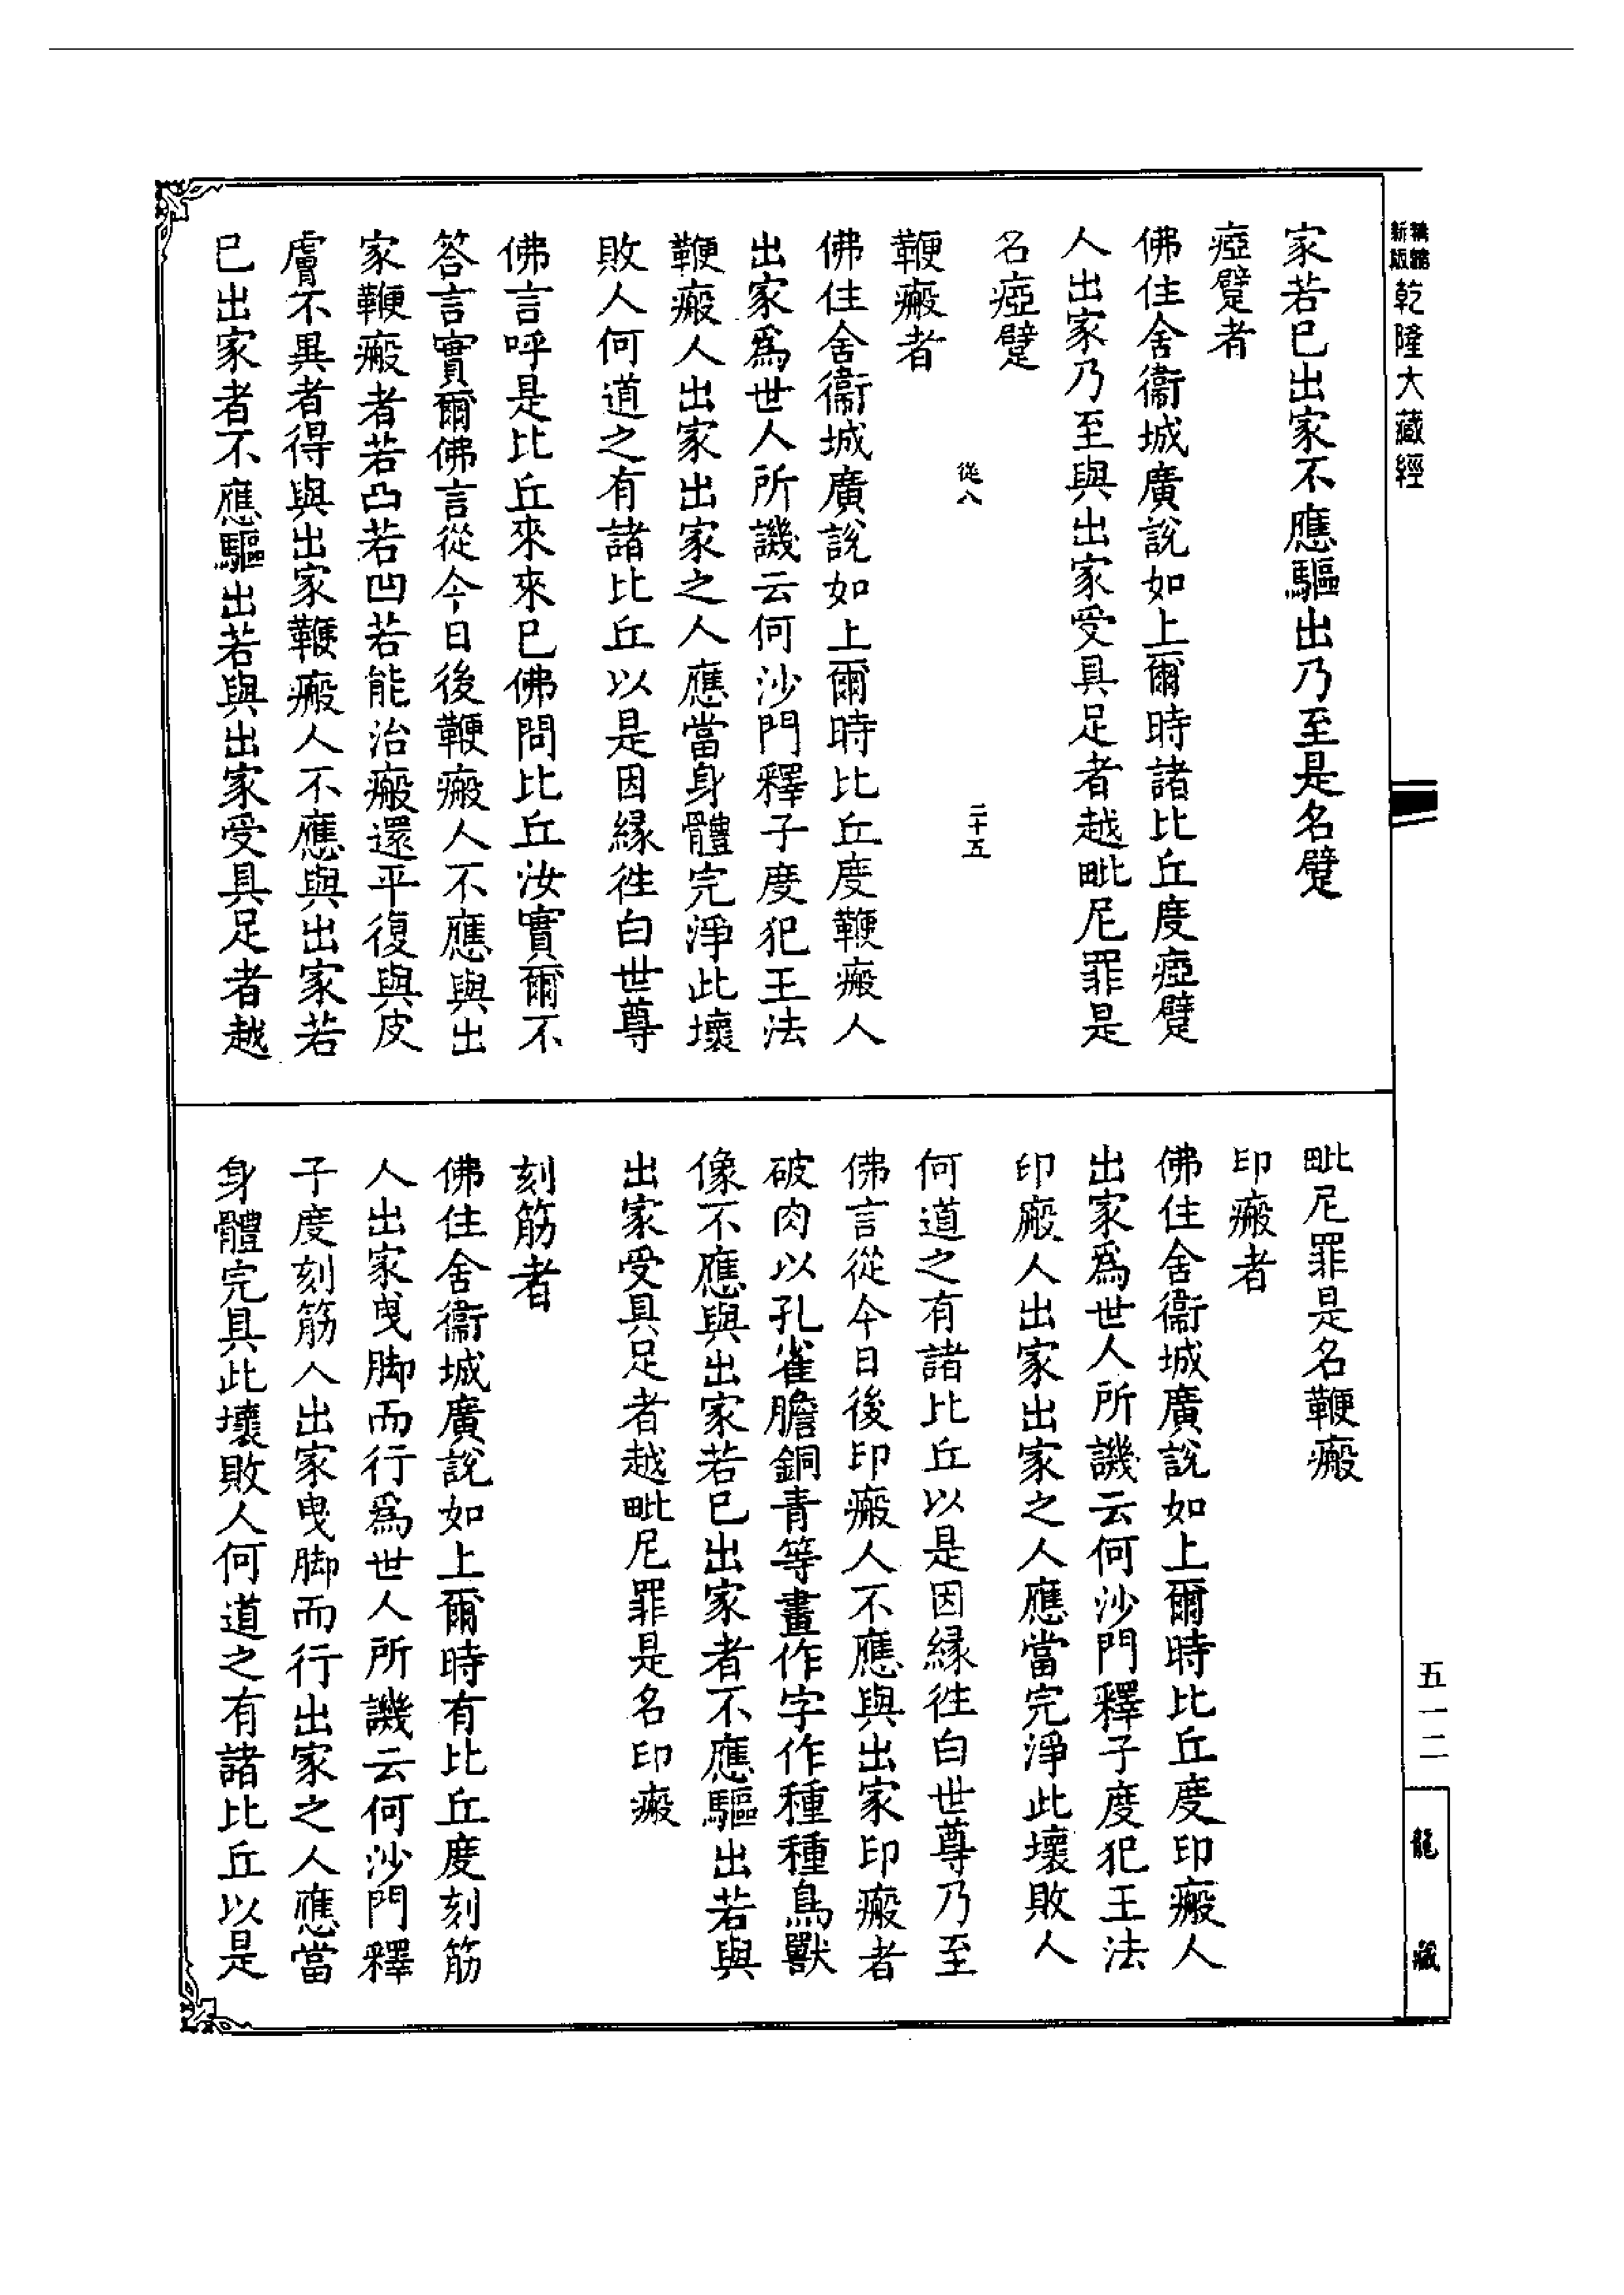 新版精縮乾隆大藏經
家若巳出家不應驅出乃至是名躄
瘂躄者
佛住舍衞城廣說如上爾時諸比丘度瘂躄
人出家乃至與出家受具足者越毗尼罪是
名瘂躄
從八
二十五
鞭瘢者
佛住舍衞城廣說如上爾時比丘度鞭瘢人
出家爲世人所譏云何沙門釋子度犯王法
鞭瘢人出家出家之人應當身體完淨此壞
敗人何道之有諸比丘以是因緣徃白世尊
佛言呼是比丘來來巳佛問比丘汝實爾不
答言實爾佛言從今日後鞭瘢人不應與出
家鞭瘢者若凸若凹若能治瘢還平復與皮
膚不異者得與出家鞭瘢人不應與出家若
巳出家者不應驅出若與出家受具足者越
毗尼罪是名鞭瘢
印瘢者
佛住舍衞城廣說如上爾時比丘度印瘢人
出家爲世人所譏云何沙門釋子度犯王法
印瘢人出家出家之人應當完淨此壞敗人
何道之有諸比丘以是因緣徃白世尊乃至
佛言從今日後印瘢人不應與出家印瘢者
破肉以孔雀膽銅青等畫作字作種種鳥獸
像不應與出家若巳出家者不應驅出若與
出家受具足者越毗尼罪是名印瘢
刻筋者
佛住舍衞城廣說如上爾時有比丘度刻筋
人出家曳脚而行爲世人所譏云何沙門釋
子度刻筋人出家曳脚而行出家之人應當
身體完具此壞敗人何道之有諸比丘以是
五一二
龍藏